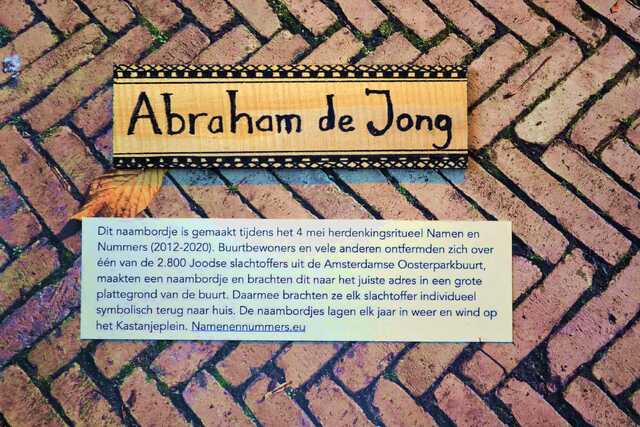 Abraham de Jong
Dit naambordje is gemaakt tijdens het 4 mei herdenkingsritueel Namen en
Nummers (2012-2020). Buurtbewoners en vele anderen ontfermden zich over
één van de 2.800 Joodse slachtoffers uit de Amsterdamse Oosterparkbuurt,
maakten een naambordje en brachten dit naar het juiste adres in een grote
plattegrond van de buurt. Daarmee brachten ze elk slachtoffer individueel
symbolisch terug naar huis. De naambordjes lagen elk jaar in weer en wind op
het Kastanjeplein. Namenennummers.eu